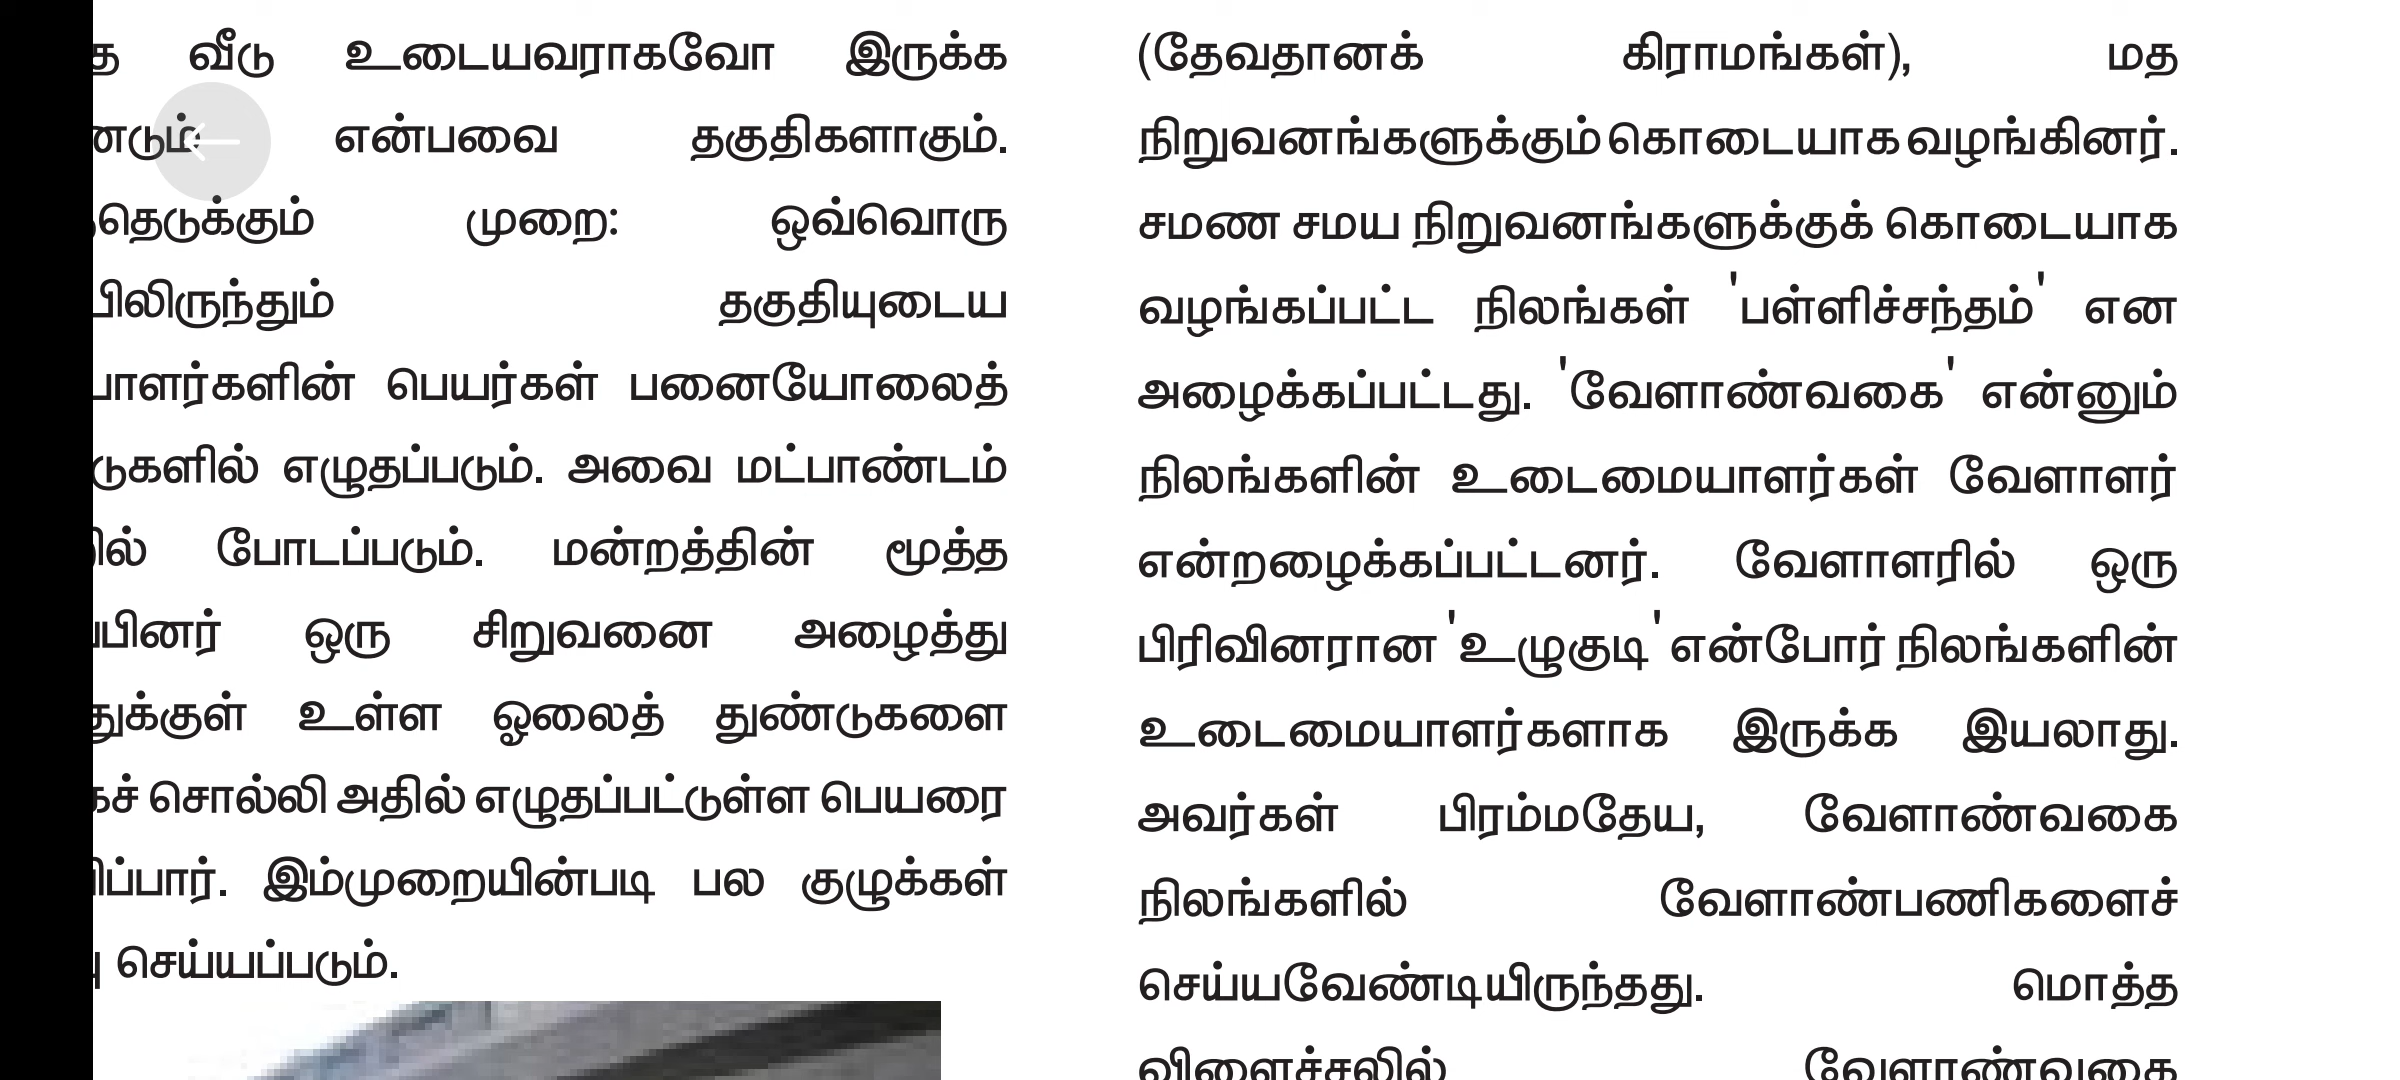 வீடு உடையவராகவோ இருக்க
என்பவை தகுதிகளாகும்.
முறை: ஒவ்வொரு
தகுதியுடைய
பெயர்கள் பனையோலைத்
எழுதப்படும். அவை மட்பாண்டம்
போடப்படும். மன்றத்தின் மூத்த
ஒரு சிறுவனை அழைத்து
உள்ள ஓலைத் துண்டுகளை
சொல்லி அதில் எழுதப்பட்டுள்ள பெயரை
இம்முறையின்படி பல குழுக்கள்
செய்யப்படும்.
(தேவதானக் கிராமங்கள்), மத
நிறுவனங்களுக்கும் கொடையாக வழங்கினர்.
சமண சமய நிறுவனங்களுக்குக் கொடையாக
வழங்கப்பட்ட நிலங்கள் 'பள்ளிச்சந்தம்' என
அழைக்கப்பட்டது. 'வேளாண்வகை' என்னும்
நிலங்களின் உடைமையாளர்கள் வேளாளர்
என்றழைக்கப்பட்டனர். வேளாளரில் ஒரு
பிரிவினரான 'உழுகுடி' என்போர் நிலங்களின்
உடைமையாளர்களாக இருக்க இயலாது.
அவர்கள் பிரம்மதேய, வேளாண்வகை
நிலங்களில் வேளாண்பணிகளைச்
செய்யவேண்டியிருந்தது. மொத்த
விளைச்சலில் வேளாண்வகை